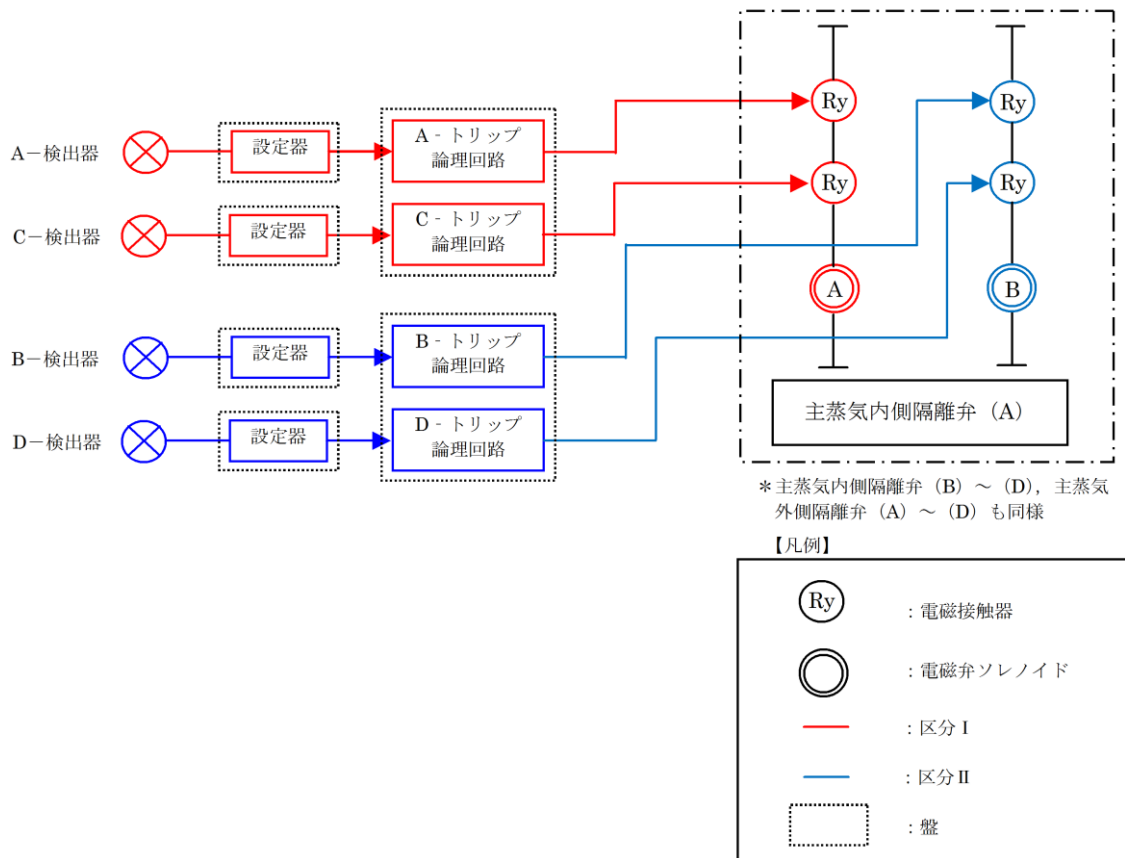 A－検出器
設定器
A - トリップ
論理回路
Ry
Ry
C－検出器
設定器
C - トリップ
論理回路
Ry
Ry
A
B
B－検出器
設定器
B - トリップ
論理回路
D－検出器
設定器
D - トリップ
論理回路
主蒸気内側隔離弁（A）
＊主蒸気内側隔離弁（B）～（D），主蒸気
外側隔離弁（A）～（D）も同様
【凡例】
Ry
：電磁接触器
：電磁弁ソレノイド
：区分Ⅰ
：区分Ⅱ
：盤